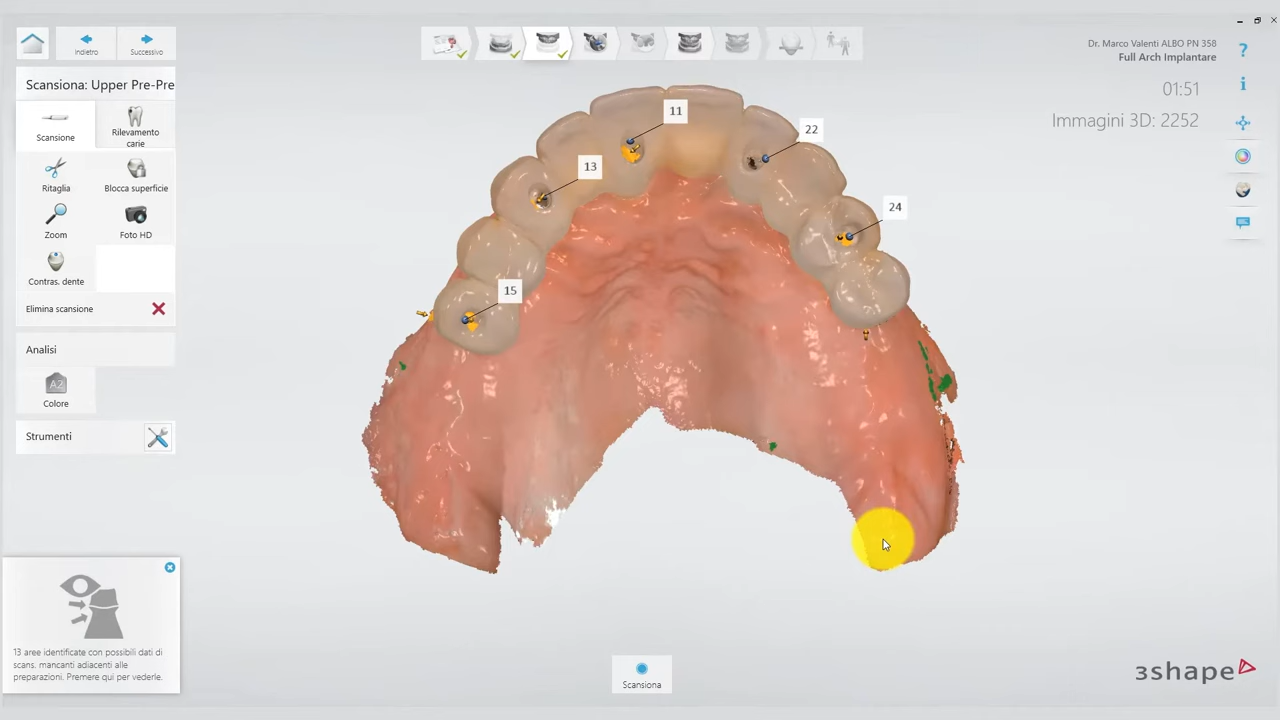 Indietro
Successivo
Dr. Marco Valenti ALBO PN 358
Full Arch Implantare
01:51
Immagini 3D: 2252
?
i
Scansiona: Upper Pre-Pre
Scansione
Rilevamento
carie
Ritaglia
Blocca superficie
Zoom
Foto HD
Contras. dente
Elimina scansione
Analisi
A2
Colore
Strumenti
11
22
13
24
15
13 aree identificate con possibili dati di
scans. mancanti adiacenti alle
preparazioni. Premere qui per vederle.
Scansiona
3shape